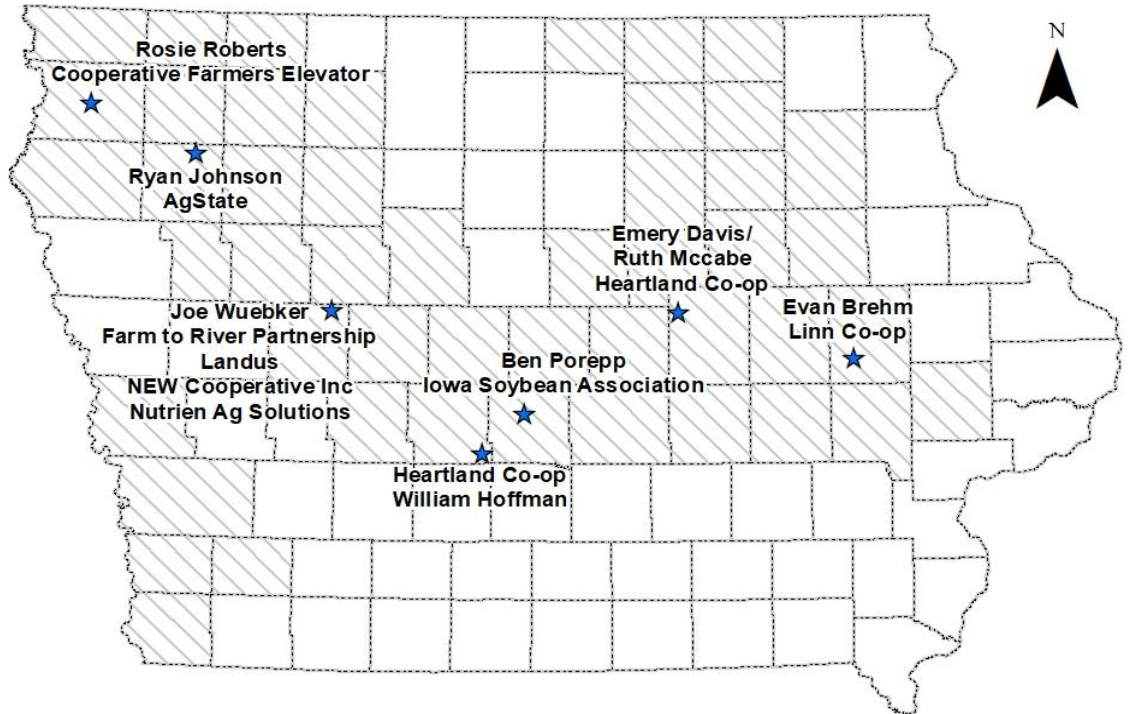 N
Rosie Roberts
Cooperative Farmers Elevator
Ryan Johnson
AgState
Emery Davis/
Ruth Mccabe
Heartland Co-op
Evan Brehm
Linn Co-op
Joe Wuebker
Farm to River Partnership
Landus
NEW Cooperative Inc
Nutrien Ag Solutions
Ben Porepp
Iowa Soybean Association
Heartland Co-op
William Hoffman